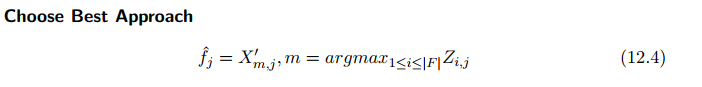 Choose Best Approach
f̂_j = X′_{m,j}, m = argmax_{1≤i≤|F|} Z_{i,j} (12.4)